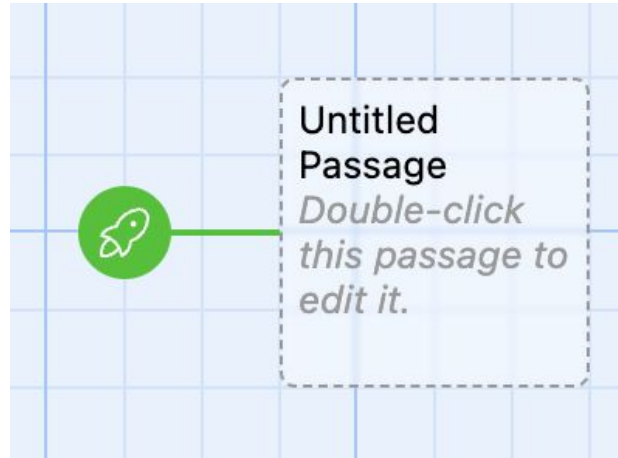 Untitled
Passage
Double-click
this passage to
edit it.